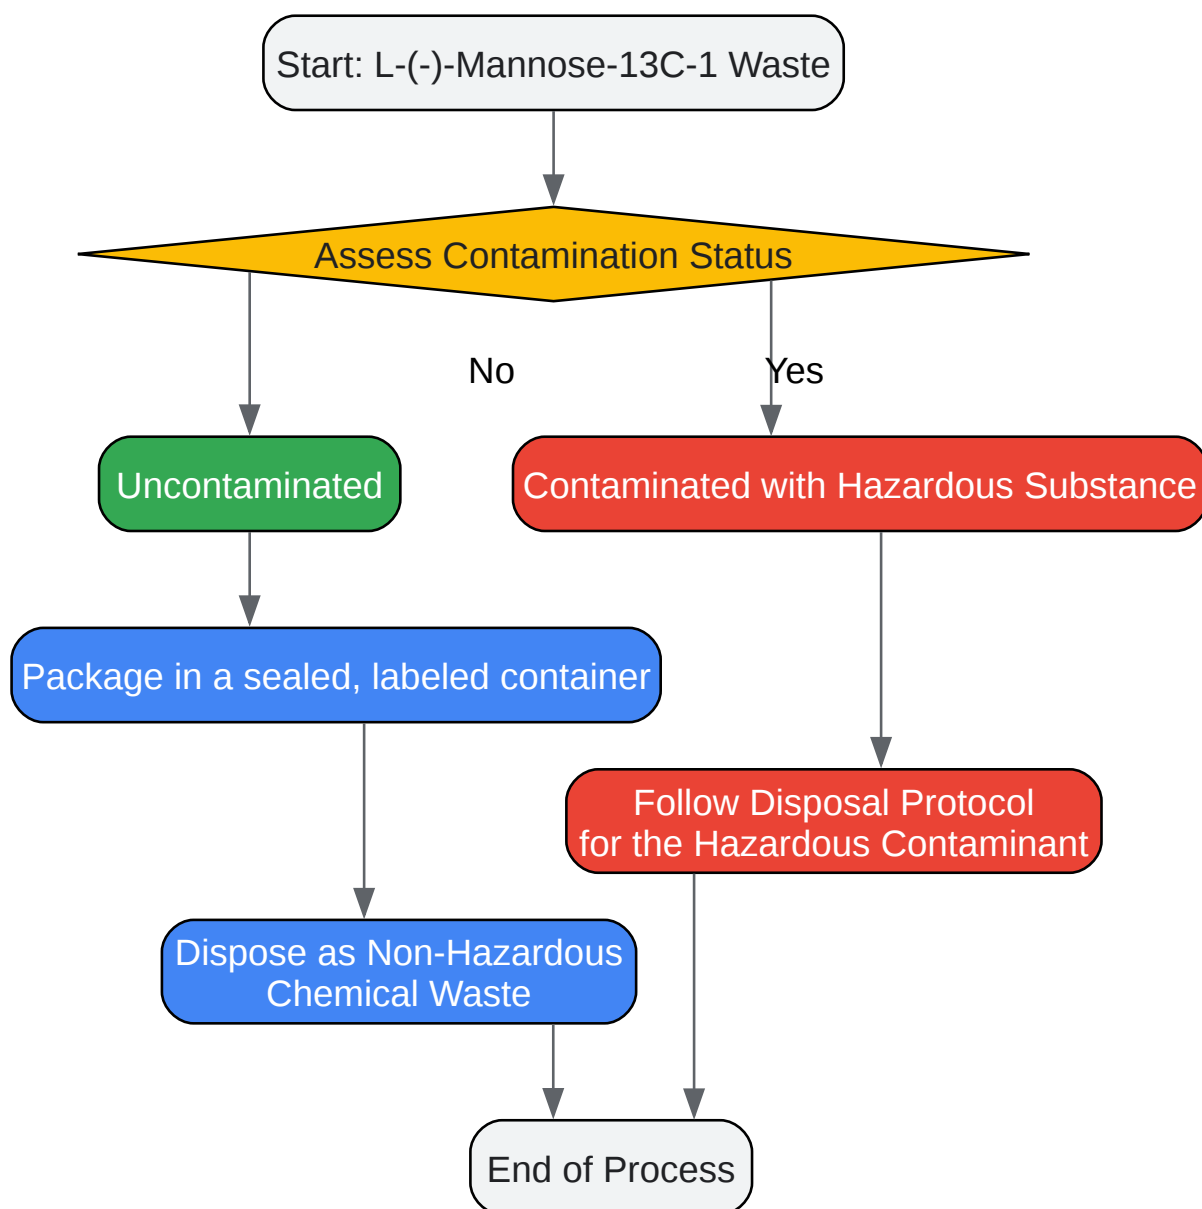 Start: L-(-)-Mannose-13C-1 Waste
Assess Contamination Status
No
Yes
Uncontaminated
Contaminated with Hazardous Substance
Package in a sealed, labeled container
Follow Disposal Protocol
for the Hazardous Contaminant
Dispose as Non-Hazardous
Chemical Waste
End of Process